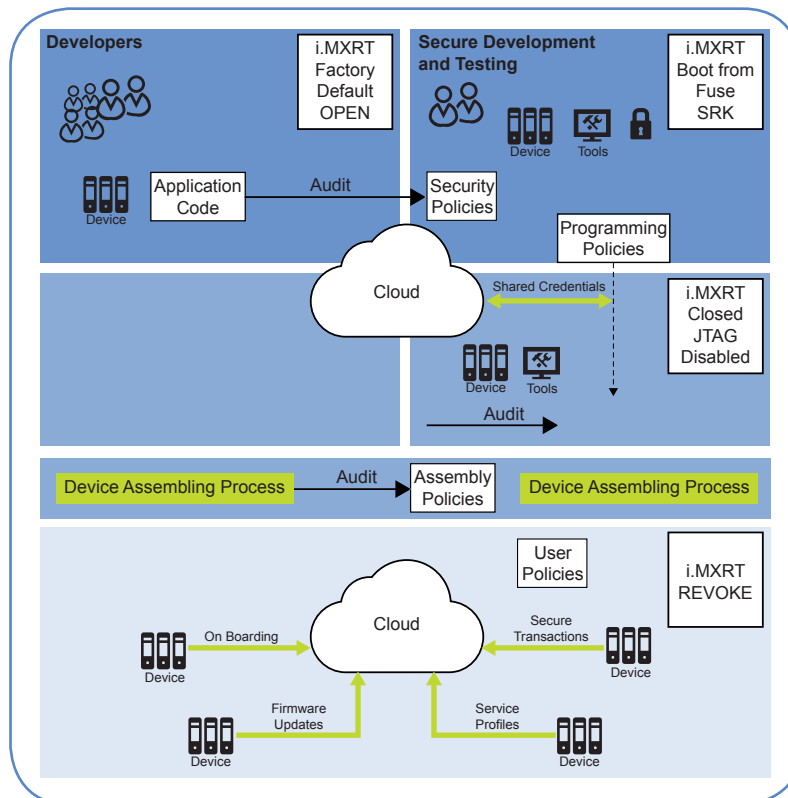 Developers
i.MXRT
Factory
Default
OPEN
Device
Application
Code
Audit
Secure Development
and Testing
i.MXRT
Boot from
Fuse
SRK
Device
Tools
Security
Policies
Programming
Policies
Cloud
Shared Credentials
i.MXRT
Closed
JTAG
Disabled
Device
Tools
Audit
Device Assembling Process
Audit
Assembly
Policies
Device Assembling Process
User
Policies
i.MXRT
REVOKE
Cloud
On Boarding
Device
Secure
Transactions
Device
Firmware
Updates
Device
Service
Profiles
Device